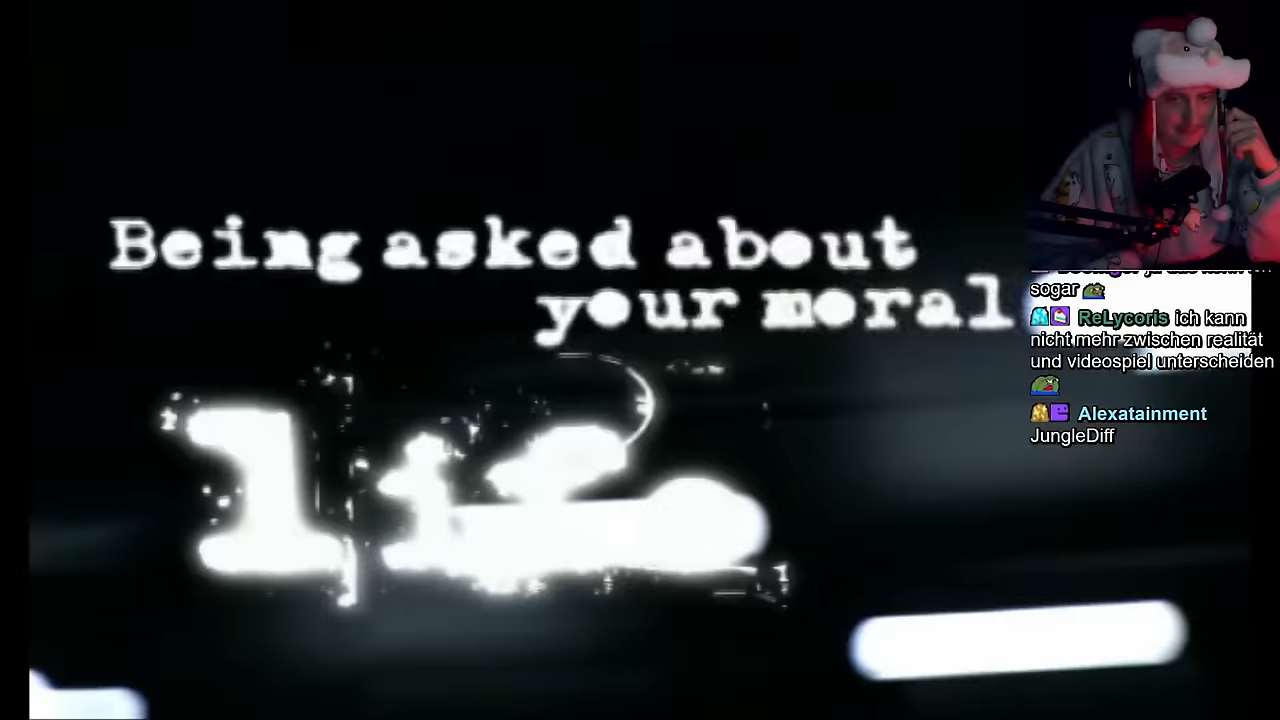 Being asked about
your moral
sogar
ReLycoris ich kann
nicht mehr zwischen realität
und videospiel unterscheiden
Alexatainment
JungleDiff